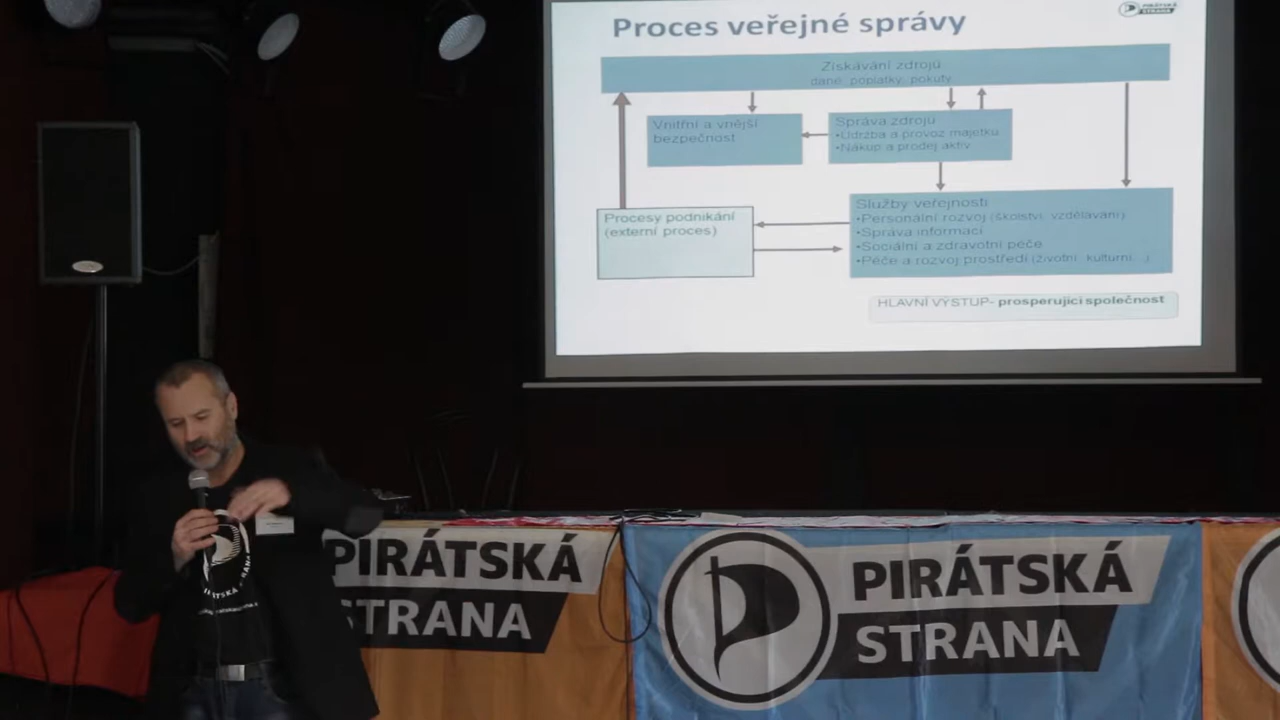 Proces veřejné správy
PIRÁTSKÁ
STRANA
Získávání zdrojů
daně, poplatky, pokuty
Vnitřní a vnější
bezpečnost
Správa zdrojů
•Údržba a provoz majetku
•Nákup a prodej aktiv
Procesy podnikání
(externí proces)
Služby veřejnosti
•Personální rozvoj (školství, vzdělávání)
•Správa informací
•Sociální a zdravotní péče
•Péče a rozvoj prostředí (životní, kulturní...)
HLAVNÍ VÝSTUP- prosperující společnost
PIRÁTSKÁ
STRANA
PIRÁTSKÁ
STRANA